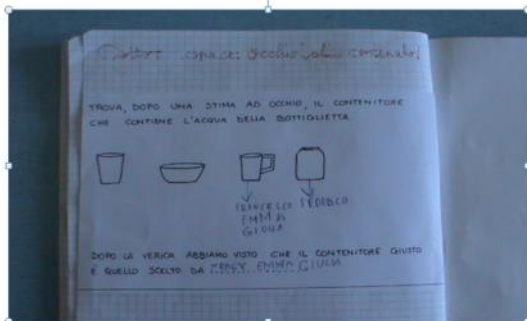 TROVA, DOPO UNA STIMA AD OCCHIO, IL CONTENITORE
CHE CONTIENE L'ACQUA DELLA BOTTIGLIETTA
FRANCESCO FEDERICO
EMMA
GIULIA
DOPO LA VERIFICA ABBIAMO VISTO CHE IL CONTENITORE GIUSTO
È QUELLO SCELTO DA EMMA GIULIA